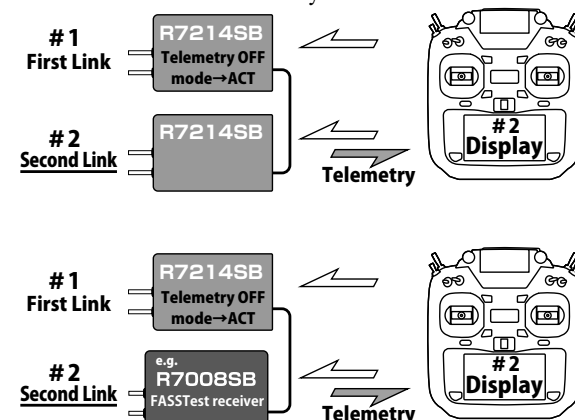 # 1
First Link
R7214SB
Telemetry OFF
mode→ACT
# 2
Second Link
R7214SB
Telemetry
# 2
Display
# 1
First Link
R7214SB
Telemetry OFF
mode→ACT
# 2
Second Link
e.g.
R7008SB
FASSTest receiver
Telemetry
# 2
Display